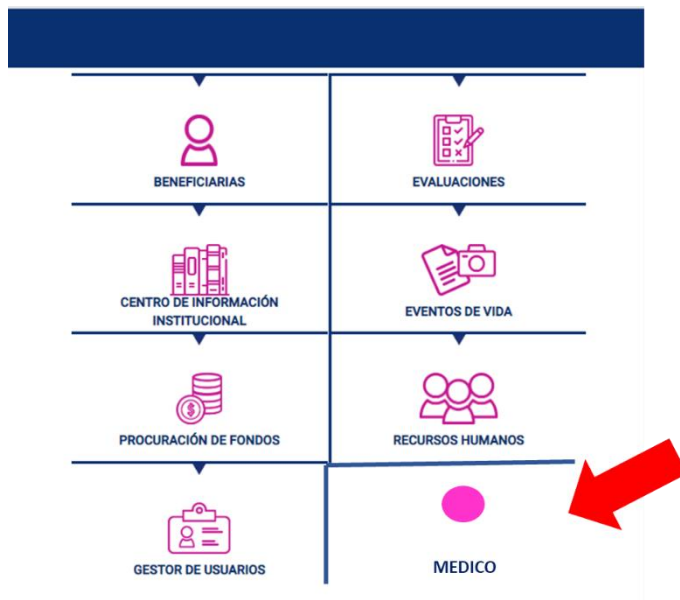 BENEFICIARIAS
EVALUACIONES
CENTRO DE INFORMACIÓN
INSTITUCIONAL
EVENTOS DE VIDA
PROCURACIÓN DE FONDOS
RECURSOS HUMANOS
GESTOR DE USUARIOS
MEDICO